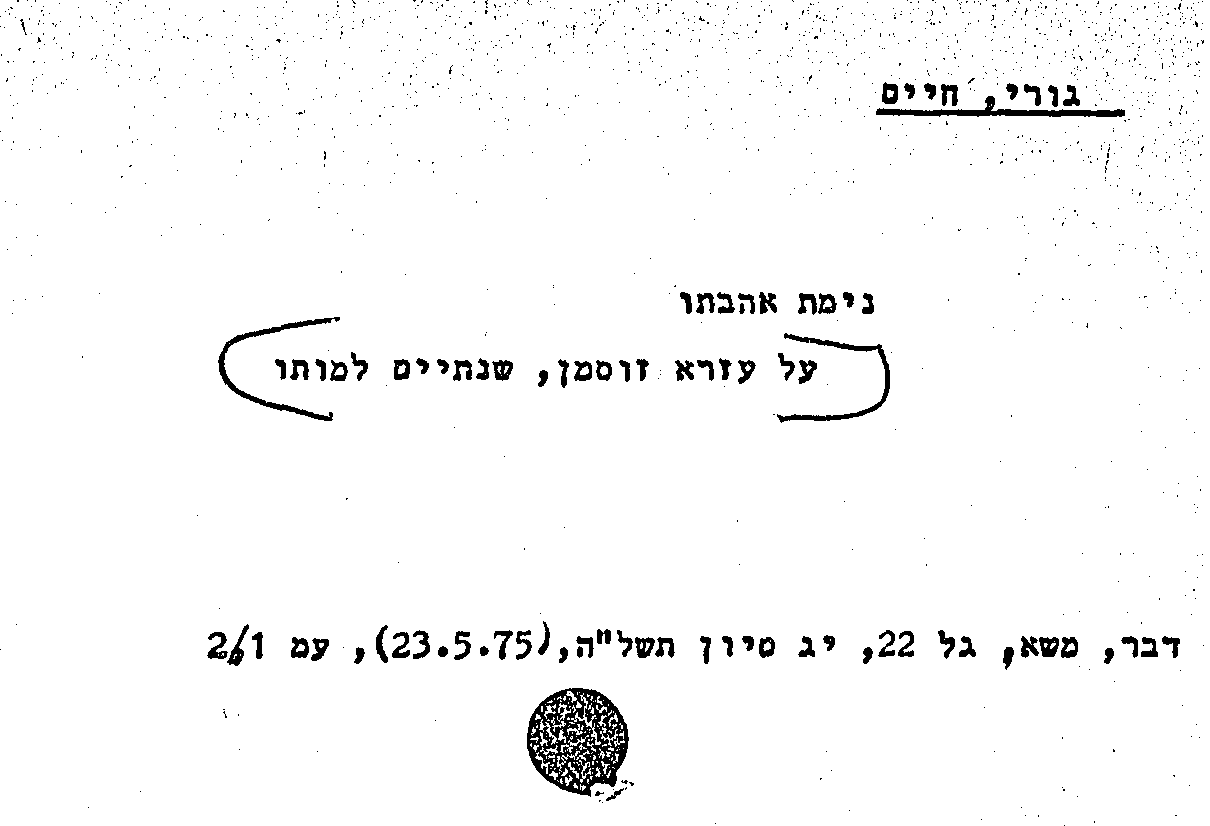 גורי, חיים
נימת אהבתו
(על עזרא זוסמן, שנתיים למותו)
דבר, משא, גל 22, יג סיון תשל"ה,(23.5.75), עמ 2/1